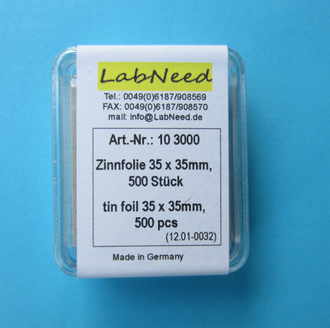 LabNeed
Tel.: 0049(0)6187/908569
FAX: 0049(0)6187/908570
mail: info@LabNeed.de
Art.-Nr.: 10 3000
Zinnfolie 35 x 35mm,
500 Stück
tin foil 35 x 35mm,
500 pcs
(12.01-0032)
Made in Germany